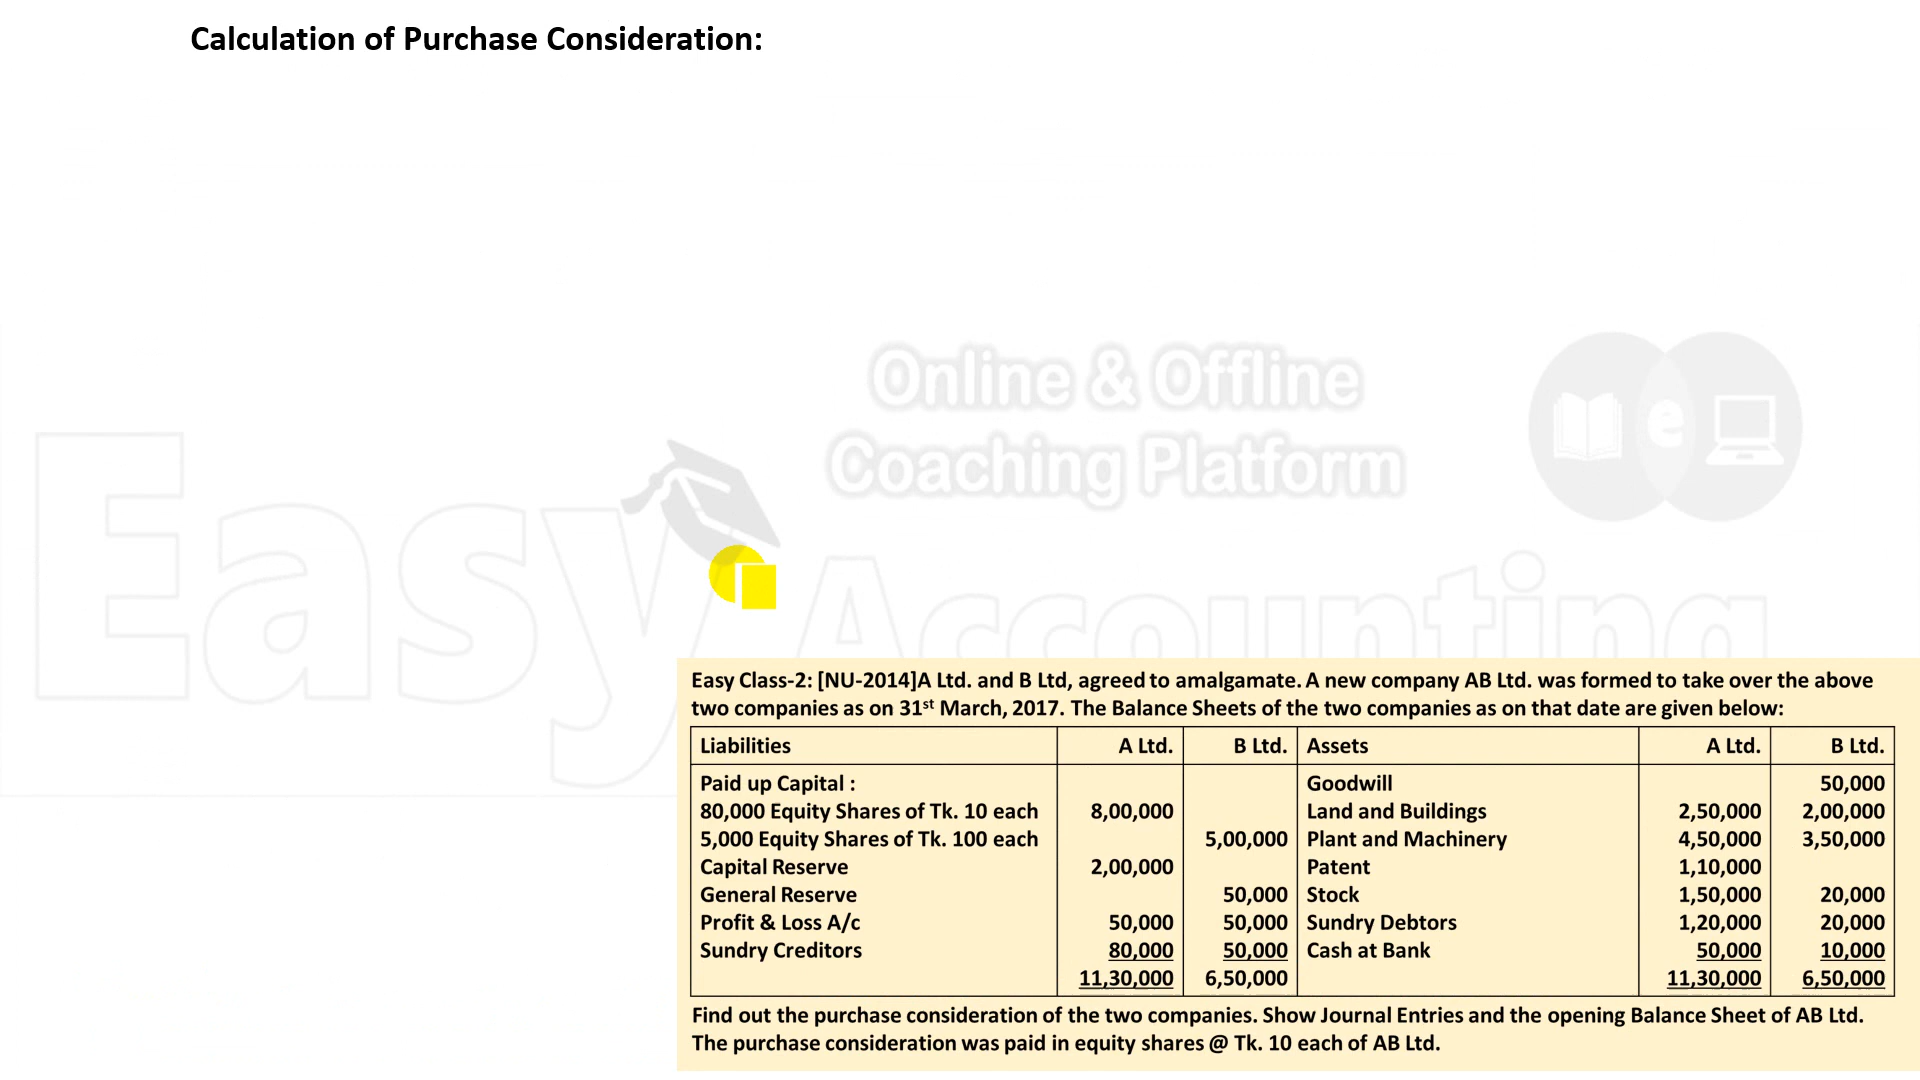 Calculation of Purchase Consideration:
Online & Offline
Coaching Platform
e
Easy Accounting
Easy Class-2: [NU-2014]A Ltd. and B Ltd, agreed to amalgamate. A new company AB Ltd. was formed to take over the above
two companies as on 31st March, 2017. The Balance Sheets of the two companies as on that date are given below:
Liabilities A Ltd. B Ltd. Assets A Ltd. B Ltd.
Paid up Capital : Goodwill 50,000
80,000 Equity Shares of Tk. 10 each 8,00,000 Land and Buildings 2,50,000 2,00,000
5,000 Equity Shares of Tk. 100 each 5,00,000 Plant and Machinery 4,50,000 3,50,000
Capital Reserve 2,00,000 Patent 1,10,000
General Reserve 50,000 Stock 1,50,000 20,000
Profit & Loss A/c 50,000 50,000 Sundry Debtors 1,20,000 20,000
Sundry Creditors 80,000 50,000 Cash at Bank 50,000 10,000
11,30,000 6,50,000 11,30,000 6,50,000
Find out the purchase consideration of the two companies. Show Journal Entries and the opening Balance Sheet of AB Ltd.
The purchase consideration was paid in equity shares @ Tk. 10 each of AB Ltd.